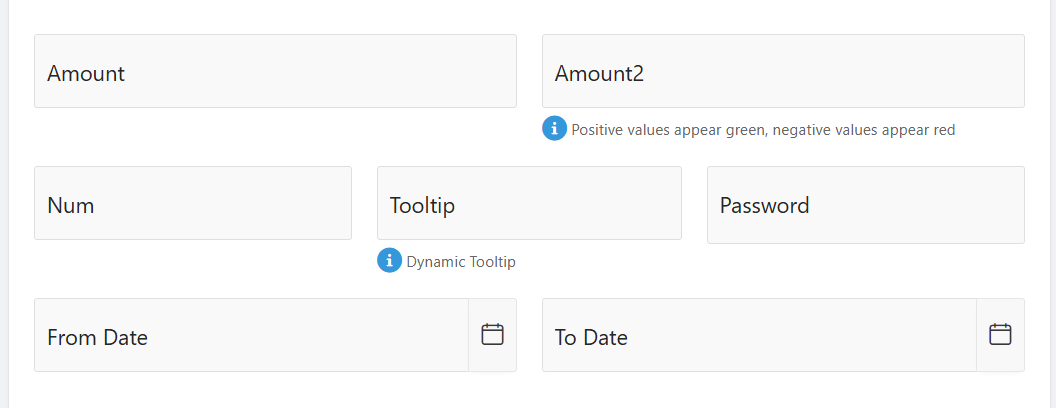 Amount
Amount2
Positive values appear green, negative values appear red
Num
Tooltip
Password
Dynamic Tooltip
From Date
To Date